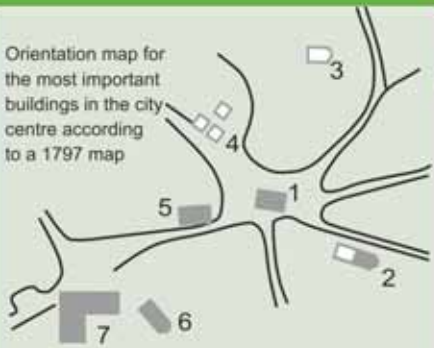 Orientation map for
the most important
buildings in the city
centre according
to a 1797 map
3
4
1
5
2
6
7